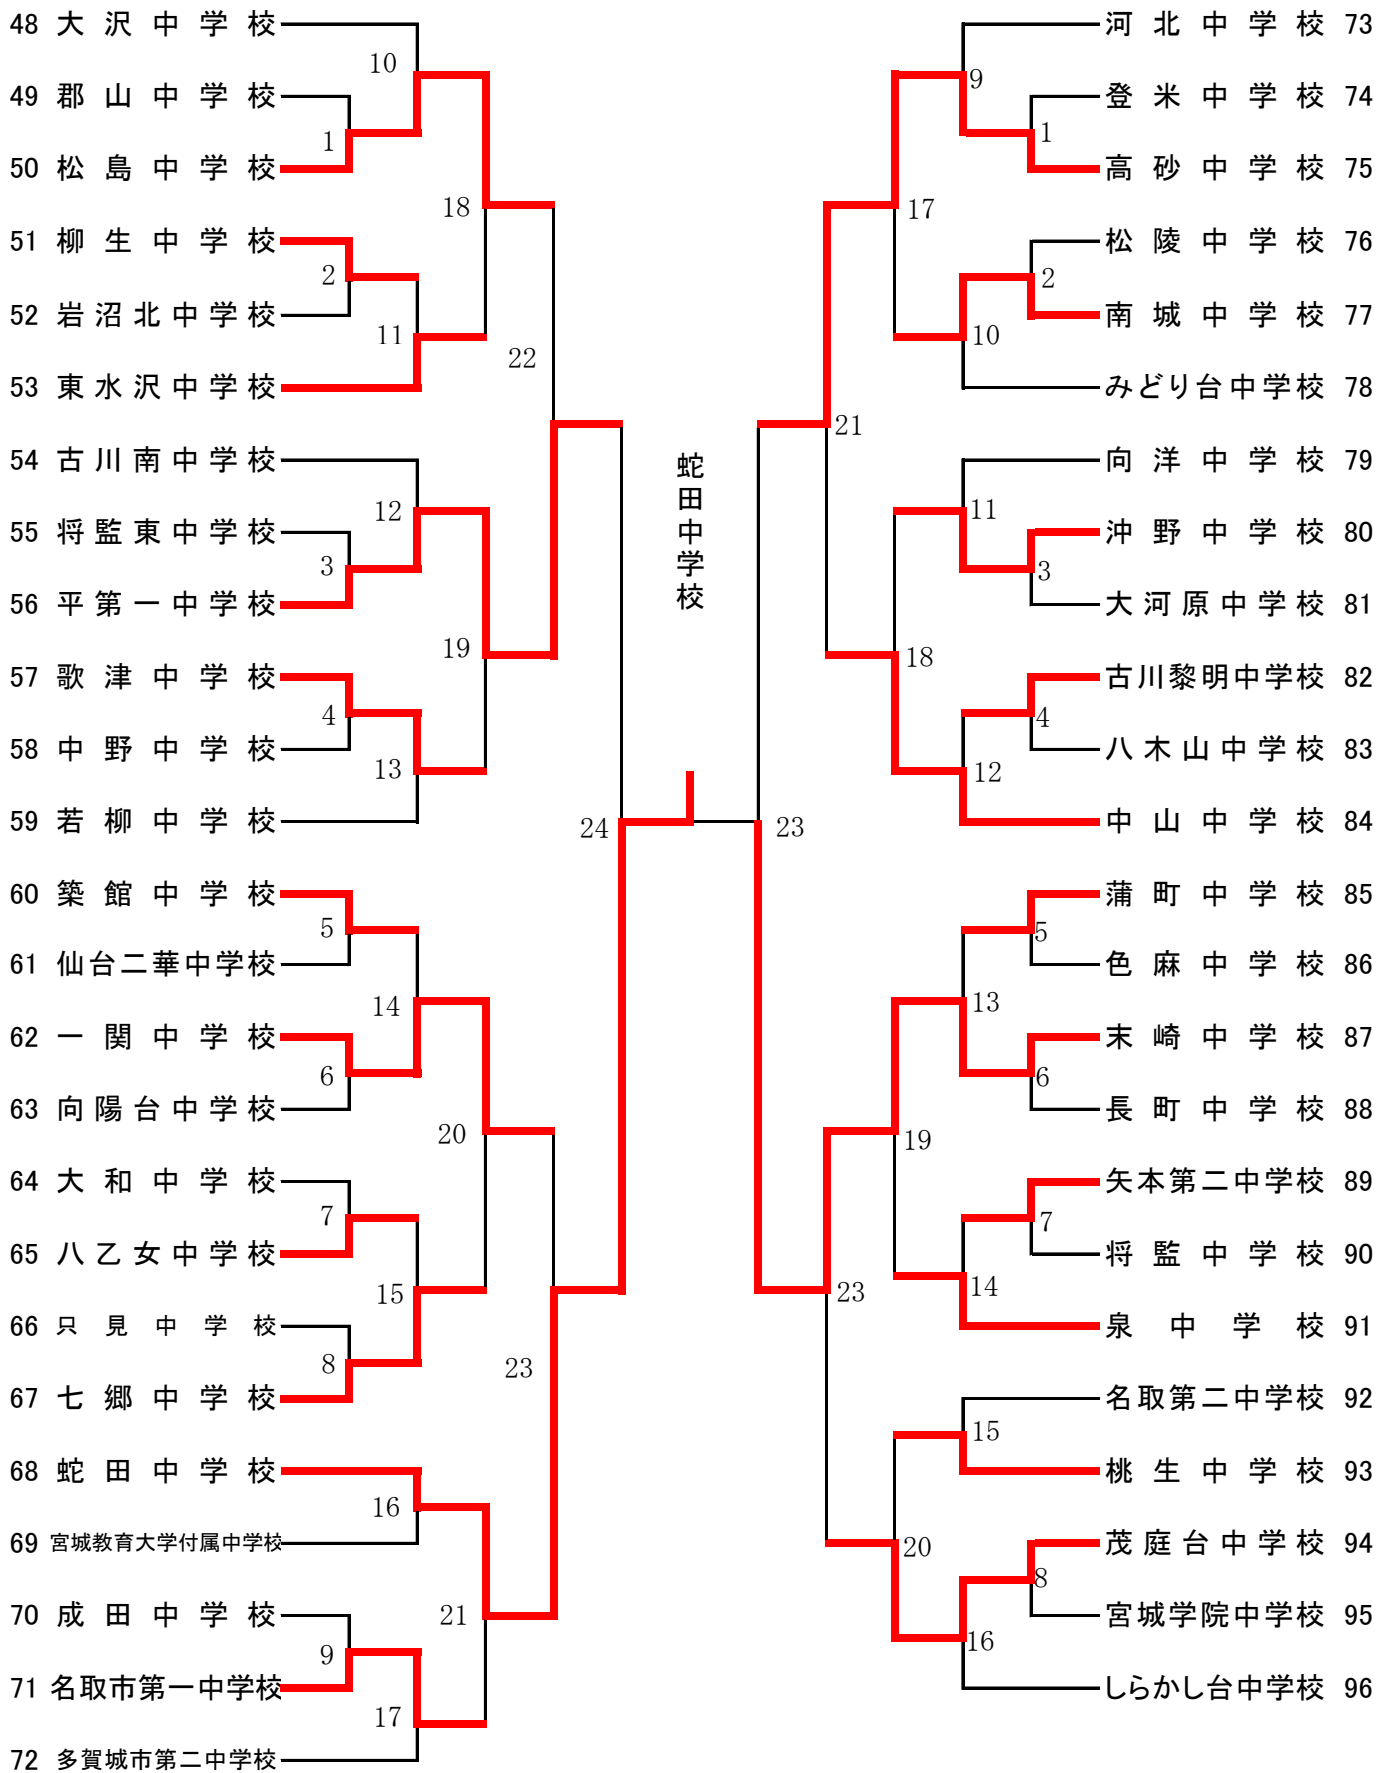 48 大沢中学校
49 郡山中学校
50 松島中学校
51 柳生中学校
52 岩沼北中学校
53 東水沢中学校
54 古川南中学校
55 将監東中学校
56 平第一中学校
57 歌津中学校
58 中野中学校
59 若柳中学校
60 築館中学校
61 仙台二華中学校
62 一関中学校
63 向陽台中学校
64 大和中学校
65 八乙女中学校
66 只見中学校
67 七郷中学校
68 蛇田中学校
69 宮城教育大学付属中学校
70 成田中学校
71 名取市第一中学校
72 多賀城市第二中学校
10
1
18
2
11
22
12
3
19
4
13
24
5
14
6
20
7
15
8
23
16
21
9
17
蛇田中学校
9
1
17
2
10
21
11
3
18
4
12
23
5
13
6
19
7
23
14
15
20
8
16
河北中学校 73
登米中学校 74
高砂中学校 75
松陵中学校 76
南城中学校 77
みどり台中学校 78
向洋中学校 79
沖野中学校 80
大河原中学校 81
古川黎明中学校 82
八木山中学校 83
中山中学校 84
蒲町中学校 85
色麻中学校 86
末崎中学校 87
長町中学校 88
矢本第二中学校 89
将監中学校 90
泉中学校 91
名取第二中学校 92
桃生中学校 93
茂庭台中学校 94
宮城学院中学校 95
しらかし台中学校 96